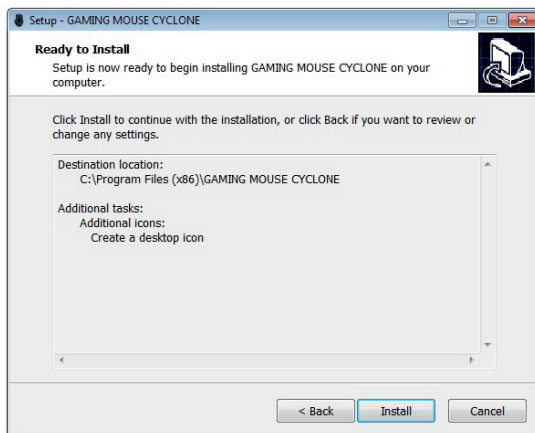 Setup - GAMING MOUSE CYCLONE
Ready to Install
Setup is now ready to begin installing GAMING MOUSE CYCLONE on your
computer.
Click Install to continue with the installation, or click Back if you want to review or
change any settings.
Destination location:
C:\Program Files (x86)\GAMING MOUSE CYCLONE
Additional tasks:
Additional icons:
Create a desktop icon
< Back
Install
Cancel